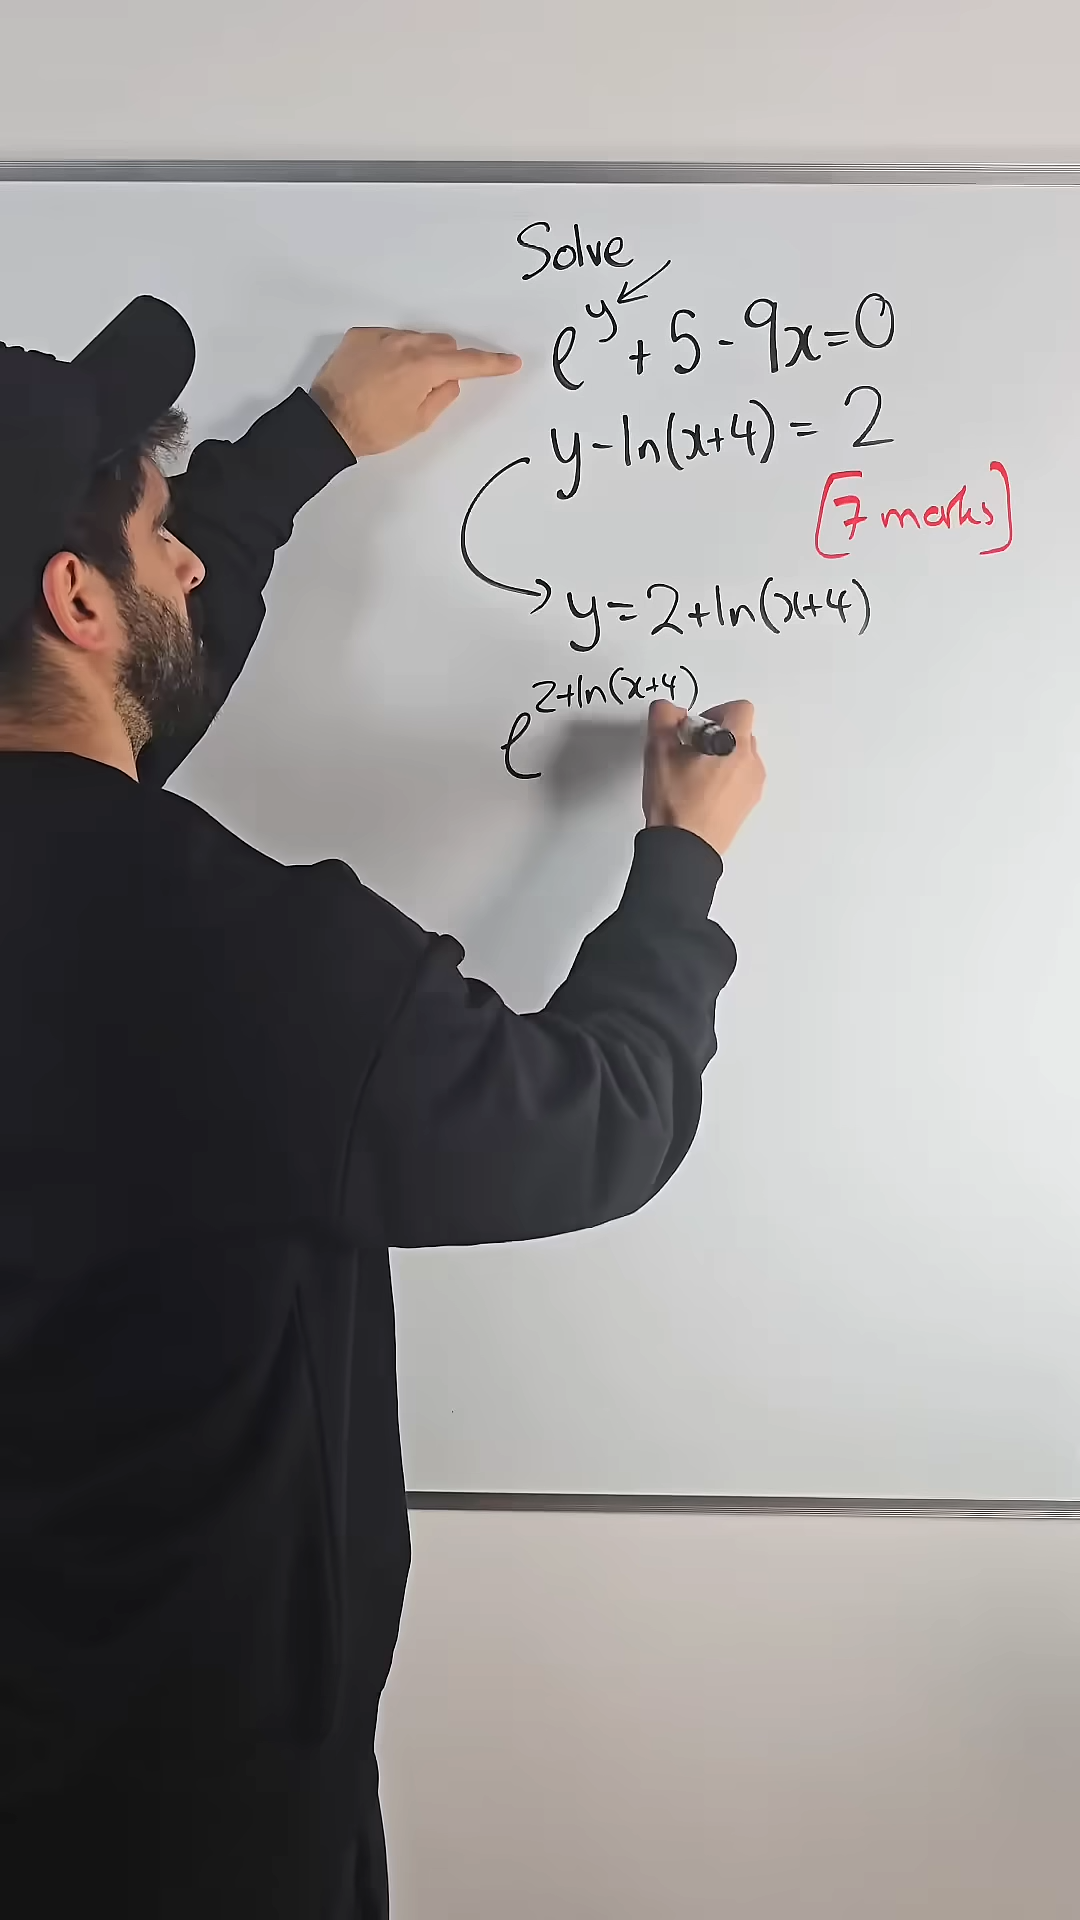 Solve
e^y + 5 - 9x = 0
y - ln(x+4) = 2
[7 marks]
y = 2 + ln(x+4)
e^2+ln(x+4)